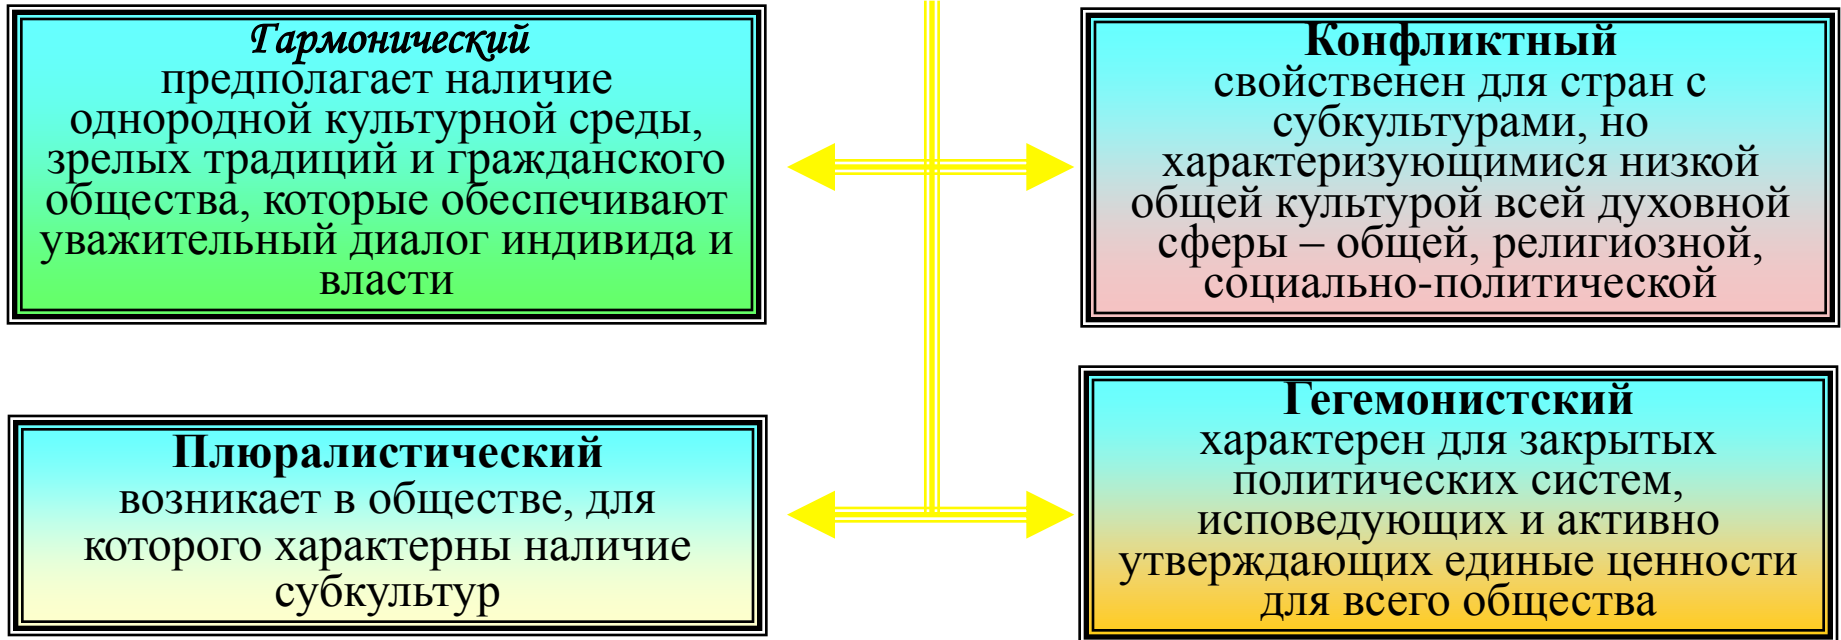 Гармонический
предполагает наличие
однородной культурной среды,
зрелых традиций и гражданского
общества, которые обеспечивают
уважительный диалог индивида и
власти
Конфликтный
свойственен для стран с
субкультурами, но
характеризующимися низкой
общей культурой всей духовной
сферы – общей, религиозной,
социально-политической
Плюралистический
возникает в обществе, для
которого характерны наличие
субкультур
Гегемонистский
характерен для закрытых
политических систем,
исповедующих и активно
утверждающих единые ценности
для всего общества